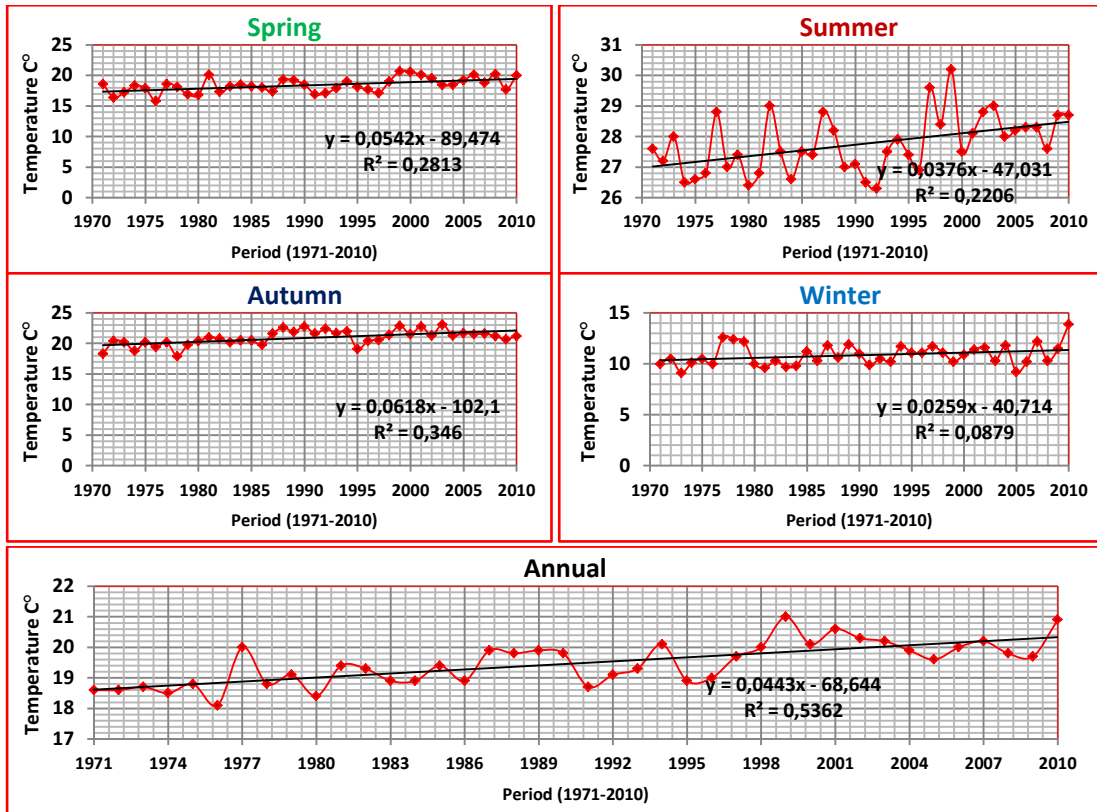 Spring
Temperature C°
25
20
15
10
5
0
y = 0,0542x - 89,474
R² = 0,2813
1970 1975 1980 1985 1990 1995 2000 2005 2010
Period (1971-2010)
Summer
Temperature C°
31
30
29
28
27
26
y = 0,0376x - 47,031
R² = 0,2206
1970 1975 1980 1985 1990 1995 2000 2005 2010
Period (1971-2010)
Autumn
Temperature C°
25
20
15
10
5
0
y = 0,0618x - 102,1
R² = 0,346
1970 1975 1980 1985 1990 1995 2000 2005 2010
Period (1971-2010)
Winter
Temperature C°
15
10
5
0
y = 0,0259x - 40,714
R² = 0,0879
1970 1975 1980 1985 1990 1995 2000 2005 2010
Period (1971-2010)
Annual
Temperature C°
22
21
20
19
18
17
y = 0,0443x - 68,644
R² = 0,5362
1971 1974 1977 1980 1983 1986 1989 1992 1995 1998 2001 2004 2007 2010
Period (1971-2010)